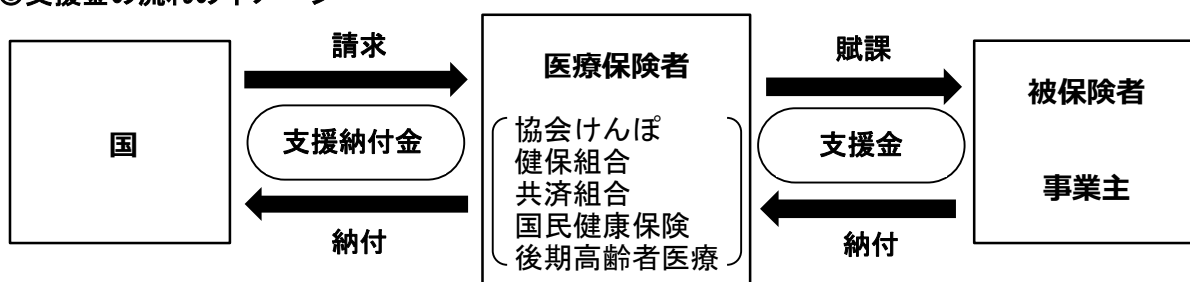 請求
賦課
国
支援納付金
納付
医療保険者
協会けんぽ
健保組合
共済組合
国民健康保険
後期高齢者医療
支援金
納付
被保険者
事業主